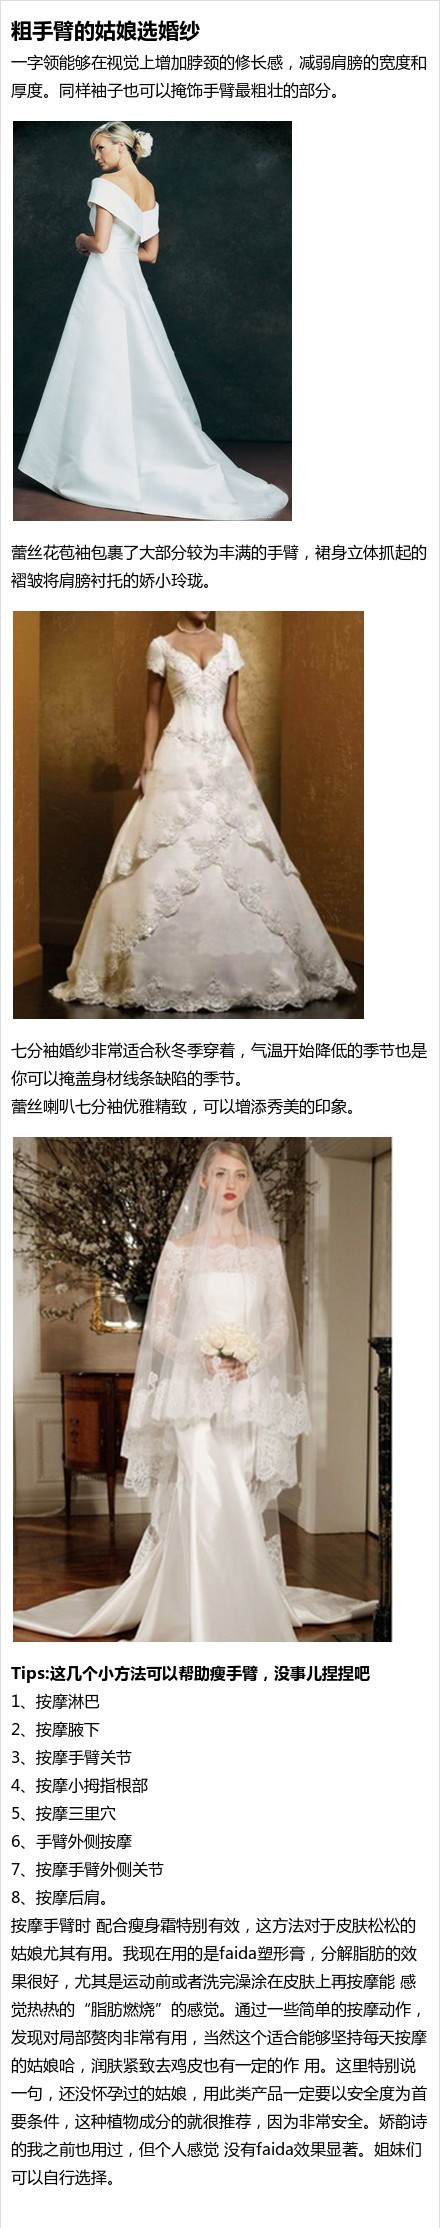 粗手臂的姑娘选婚纱
一字领能够在视觉上增加脖颈的修长感，减弱肩膀的宽度和
厚度。同样袖子也可以掩饰手臂最粗壮的部分。
蕾丝花苞袖包裹了大部分较为丰满的手臂，裙身立体抓起的
褶皱将肩膀衬托的娇小玲珑。
七分袖婚纱非常适合秋冬季穿着，气温开始降低的季节也是
你可以掩盖身材线条缺陷的季节。
蕾丝喇叭七分袖优雅精致，可以增添秀美的印象。
Tips:这几个小方法可以帮助瘦手臂，没事儿捏捏吧
1、按摩淋巴
2、按摩腋下
3、按摩手臂关节
4、按摩小拇指根部
5、按摩三里穴
6、手臂外侧按摩
7、按摩手臂外侧关节
8、按摩后肩。
按摩手臂时 配合瘦身霜特别有效，这方法对于皮肤松松的
姑娘尤其有用。我现在用的是faida塑形膏，分解脂肪的效
果很好，尤其是运动前或者洗完澡涂在皮肤上再按摩能 感
觉热热的“脂肪燃烧”的感觉。通过一些简单的按摩动作，
发现对局部赘肉非常有用，当然这个适合能够坚持每天按摩
的姑娘哈，润肤紧致去鸡皮也有一定的作 用。这里特别说
一句，还没怀孕过的姑娘，用此类产品一定要以安全度为首
要条件，这种植物成分的就很推荐，因为非常安全。娇韵诗
的我之前也用过，但个人感觉 没有faida效果显著。姐妹们
可以自行选择。